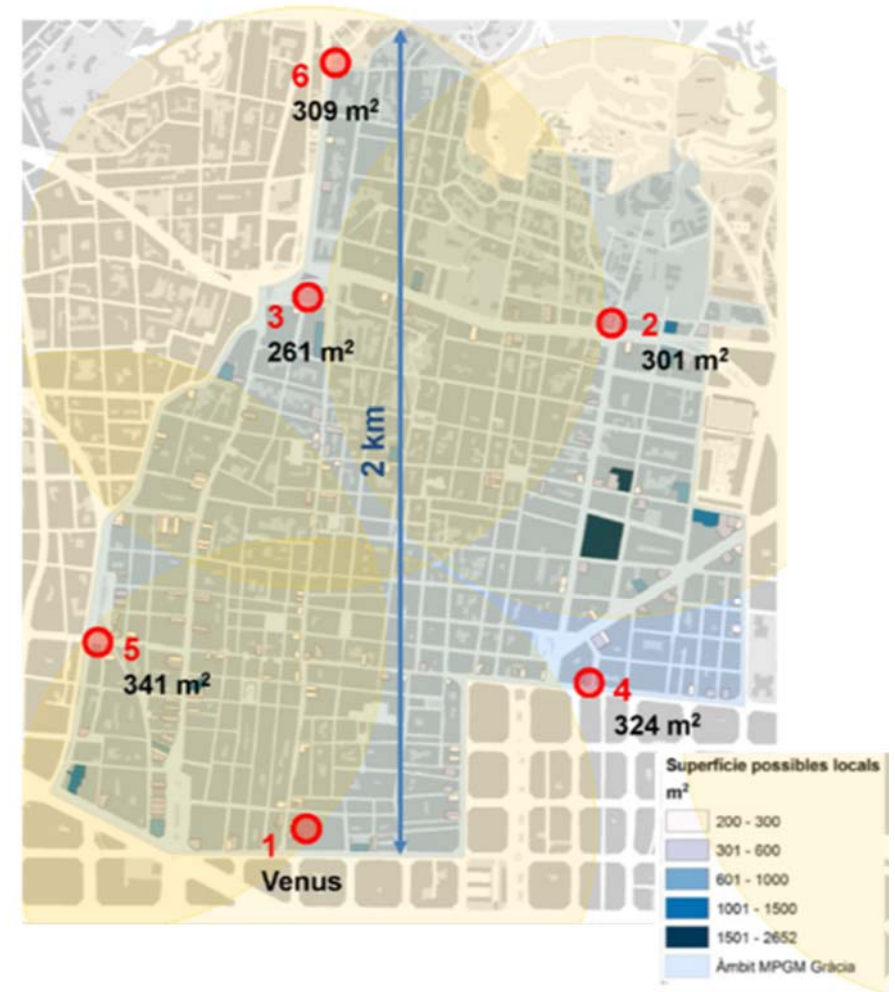 6
309 m²
3
261 m²
2
301 m²
2 km
5
341 m²
4
324 m²
1
Venus
Superfície possibles locals
m²
200 - 300
301 - 600
601 - 1000
1001 - 1500
1501 - 2652
Àmbit MPGM Gràcia